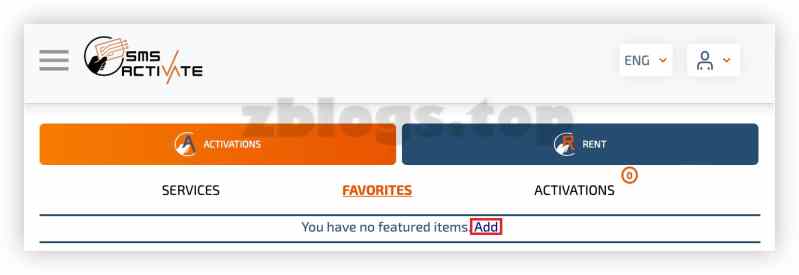 SMS
ACTIVATE
ENG
zblogs.top
ACTIVATIONS
RENT
SERVICES
FAVORITES
ACTIVATIONS
0
You have no featured items. Add